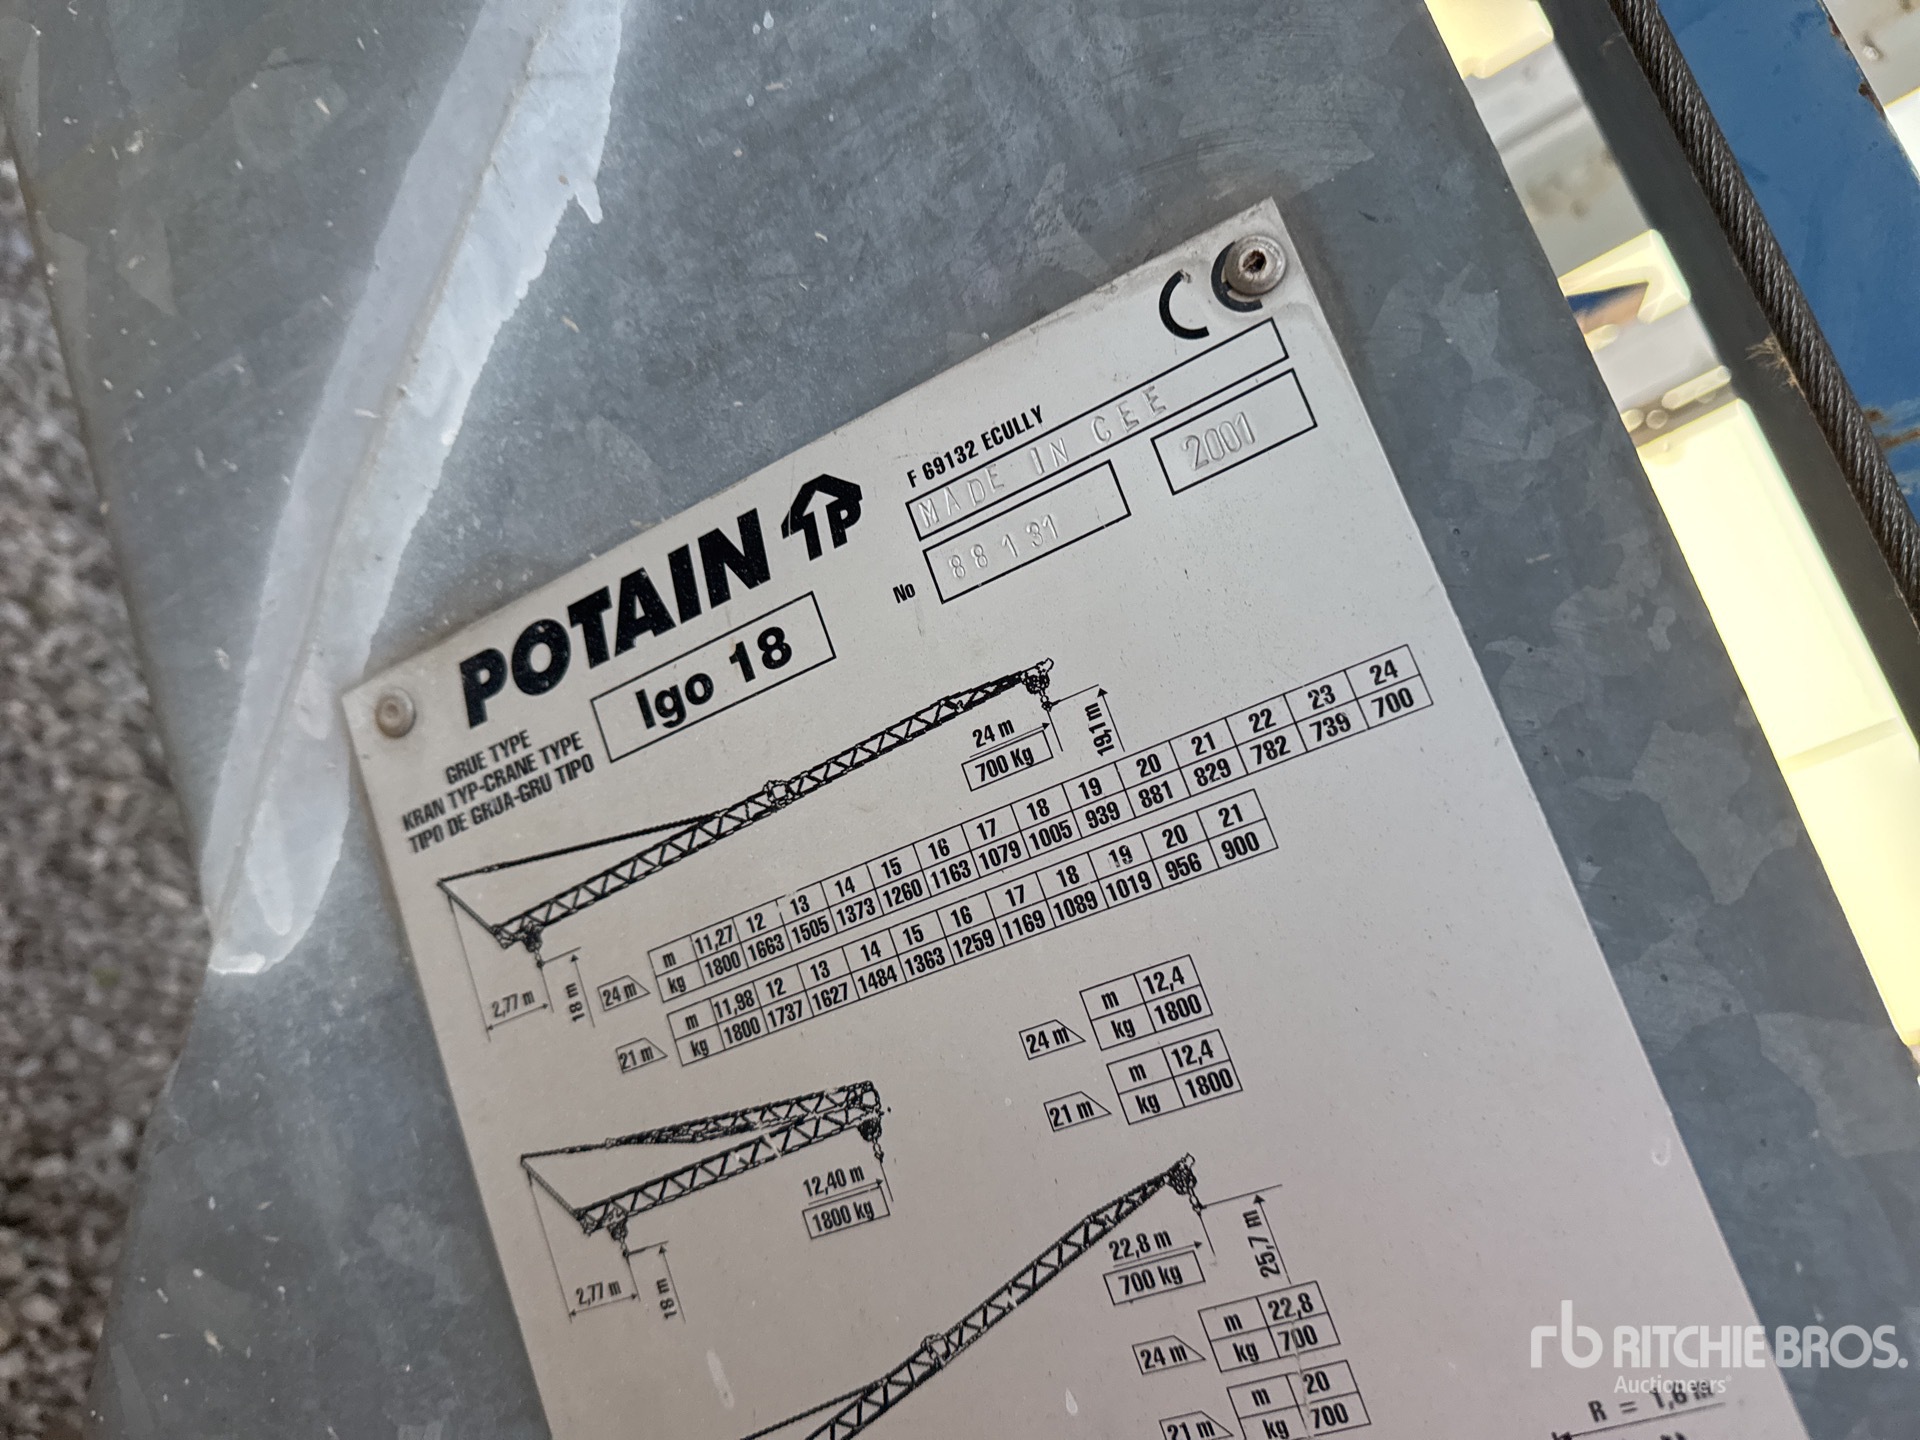 CE
F 69132 ECULLY
MADE IN CEE
No 88131 2001
POTAIN
GRUE TYPE
KRAN TYP-CRANE TYPE
TIPO DE GRUA-GRU TIPO
Igo 18
24 m
700 Kg
19,1 m
2,77 m
18 m
24 m
m 11,27 12 13 14 15 16 17 18 19 20 21 22 23 24
kg 1800 1663 1505 1373 1260 1163 1079 1005 939 881 829 782 739 700
21 m
m 11,98 12 13 14 15 16 17 18 19 20 21
kg 1800 1737 1627 1484 1363 1259 1169 1089 1019 956 900
12,40 m
1800 kg
2,77 m
18 m
24 m
m 12,4
kg 1800
21 m
m 12,4
kg 1800
22,8 m
700 kg
25,7 m
24 m
m 22,8
kg 700
21 m
m 20
kg 700
R = 1,8 m
rb RITCHIE BROS.
Auctioneers